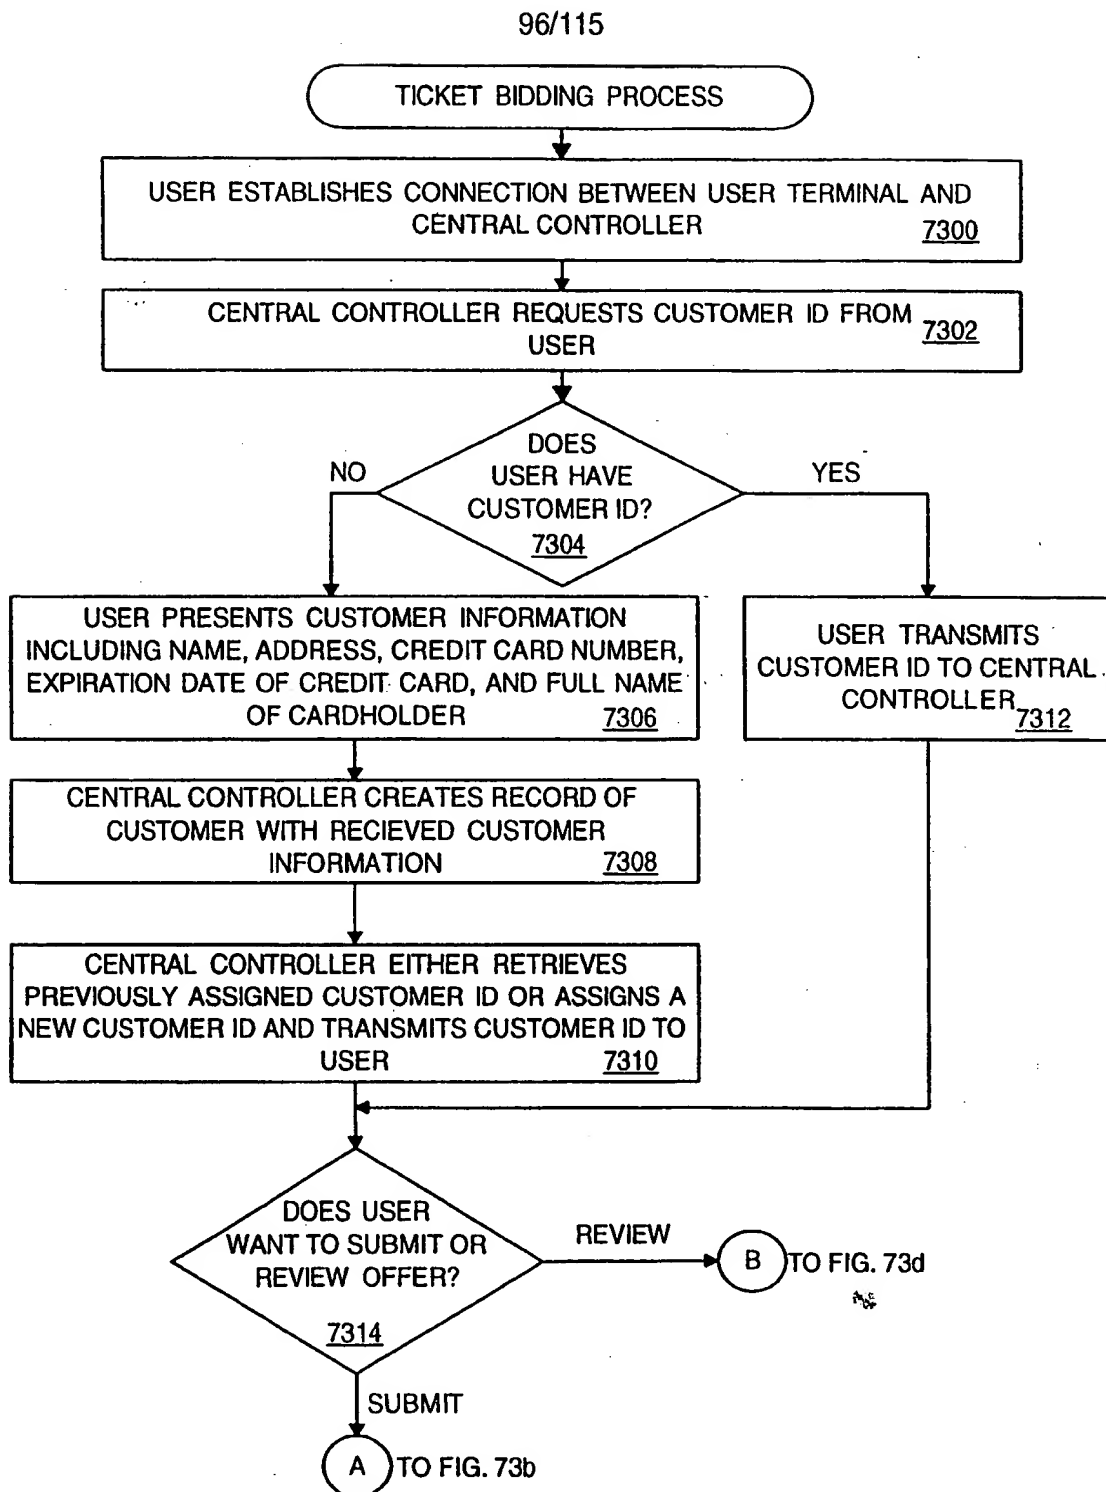 96/115
TICKET BIDDING PROCESS
USER ESTABLISHES CONNECTION BETWEEN USER TERMINAL AND
CENTRAL CONTROLLER 7300
CENTRAL CONTROLLER REQUESTS CUSTOMER ID FROM
USER 7302
DOES
USER HAVE
CUSTOMER ID?
7304
NO
YES
USER PRESENTS CUSTOMER INFORMATION
INCLUDING NAME, ADDRESS, CREDIT CARD NUMBER,
EXPIRATION DATE OF CREDIT CARD, AND FULL NAME
OF CARDHOLDER 7306
USER TRANSMITS
CUSTOMER ID TO CENTRAL
CONTROLLER 7312
CENTRAL CONTROLLER CREATES RECORD OF
CUSTOMER WITH RECIEVED CUSTOMER
INFORMATION 7308
CENTRAL CONTROLLER EITHER RETRIEVES
PREVIOUSLY ASSIGNED CUSTOMER ID OR ASSIGNS A
NEW CUSTOMER ID AND TRANSMITS CUSTOMER ID TO
USER 7310
DOES USER
WANT TO SUBMIT OR
REVIEW OFFER?
7314
REVIEW
B TO FIG. 73d
SUBMIT
A TO FIG. 73b